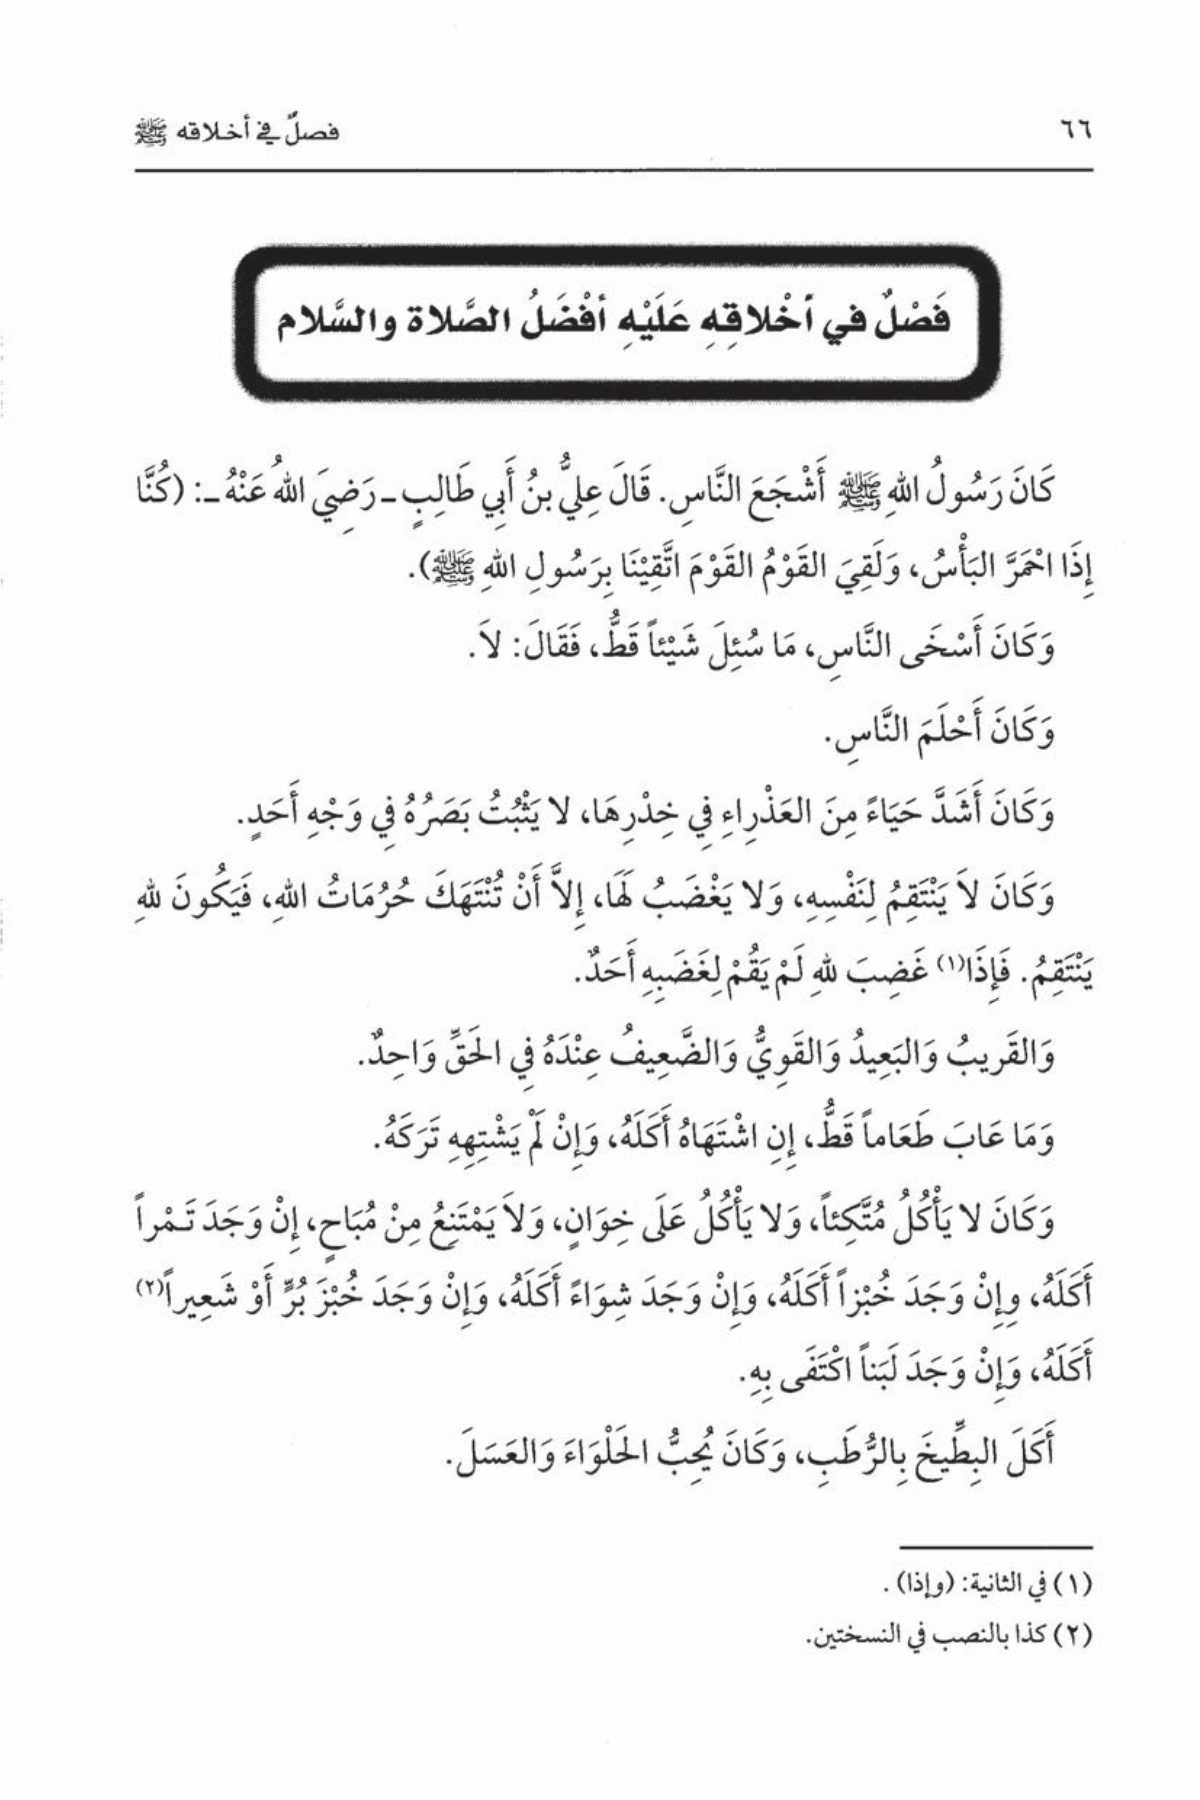 ٦٦
فصلٌ في أخلاقه ﷺ
فَصْلٌ في أخْلاقِهِ عَلَيْهِ أفْضَلُ الصَّلاة والسَّلام
كَانَ رَسُولُ اللهِ ﷺ أَشْجَعَ النَّاسِ. قَالَ عِليُّ بنُ أَبِي طَالِبٍ ـ رَضِيَ اللهُ عَنْهُ ـ: (كُنَّا
إِذَا احْمَرَّ البَأْسُ، وَلَقِيَ القَوْمُ القَوْمَ اتَّقِيْنَا بِرَسُولِ اللهِ ﷺ).
وَكَانَ أَسْخَى النَّاسِ، مَا سُئِلَ شَيْئاً قَطُّ، فَقَالَ: لاَ.
وَكَانَ أَحْلَمَ النَّاسِ.
وَكَانَ أَشَدَّ حَيَاءً مِنَ العَذْرِاءِ فِي خِدْرِهَا، لا يَثْبُتُ بَصَرُهُ فِي وَجْهِ أَحَدٍ.
وَكَانَ لاَ يَنْتَقِمُ لِنَفْسِهِ، وَلا يَغْضَبُ لَهَا، إِلاَّ أَنْ تُنْتَهَكَ حُرُمَاتُ اللهِ، فَيَكُونَ للهِ
يَنْتَقِمُ. فَإِذَا(١) غَضِبَ للهِ لَمْ يَقُمْ لِغَضَبِهِ أَحَدٌ.
وَالقَرِيبُ وَالبَعِيدُ وَالقَوِيُّ وَالضَّعِيفُ عِنْدَهُ فِي الحَقِّ وَاحِدٌ.
وَمَا عَابَ طَعَاماً قَطُّ، إِنِ اشْتَهَاهُ أَكَلَهُ، وَإِنْ لَمْ يَشْتِهِهِ تَرَكَهُ.
وَكَانَ لا يَأْكُلُ مُتَّكِئاً، وَلا يَأْكُلُ عَلَى خِوَانٍ، وَلاَ يَمْتَنِعُ مِنْ مُبَاحٍ، إِنْ وَجَدَ تَمْراً
أَكَلَهُ، وِإِنْ وَجَدَ خُبْزاً أَكَلَهُ، وَإِنْ وَجَدَ شِوَاءً أَكَلَهُ، وَإِنْ وَجَدَ خُبْزَ بُرٍّ أَوْ شَعِيراً(٢)
أَكَلَهُ، وَإِنْ وَجَدَ لَبَناً اكْتَفَى بِهِ.
أَكَلَ البِطِّيخَ بِالرُّطَبِ، وَكَانَ يُحِبُّ الحَلْوَاءَ وَالعَسَلَ.
(١) في الثانية: (وإذا) .
(٢) كذا بالنصب في النسختين.